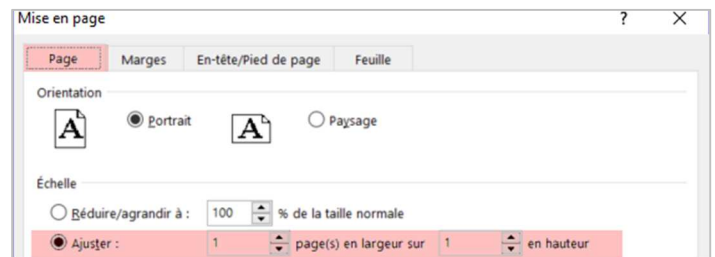 Mise en page ? X
Page Marges En-tête/Pied de page Feuille
Orientation
A Portrait A Paysage
Échelle
Réduire/agrandir à : 100 % de la taille normale
Ajuster : 1 page(s) en largeur sur 1 en hauteur